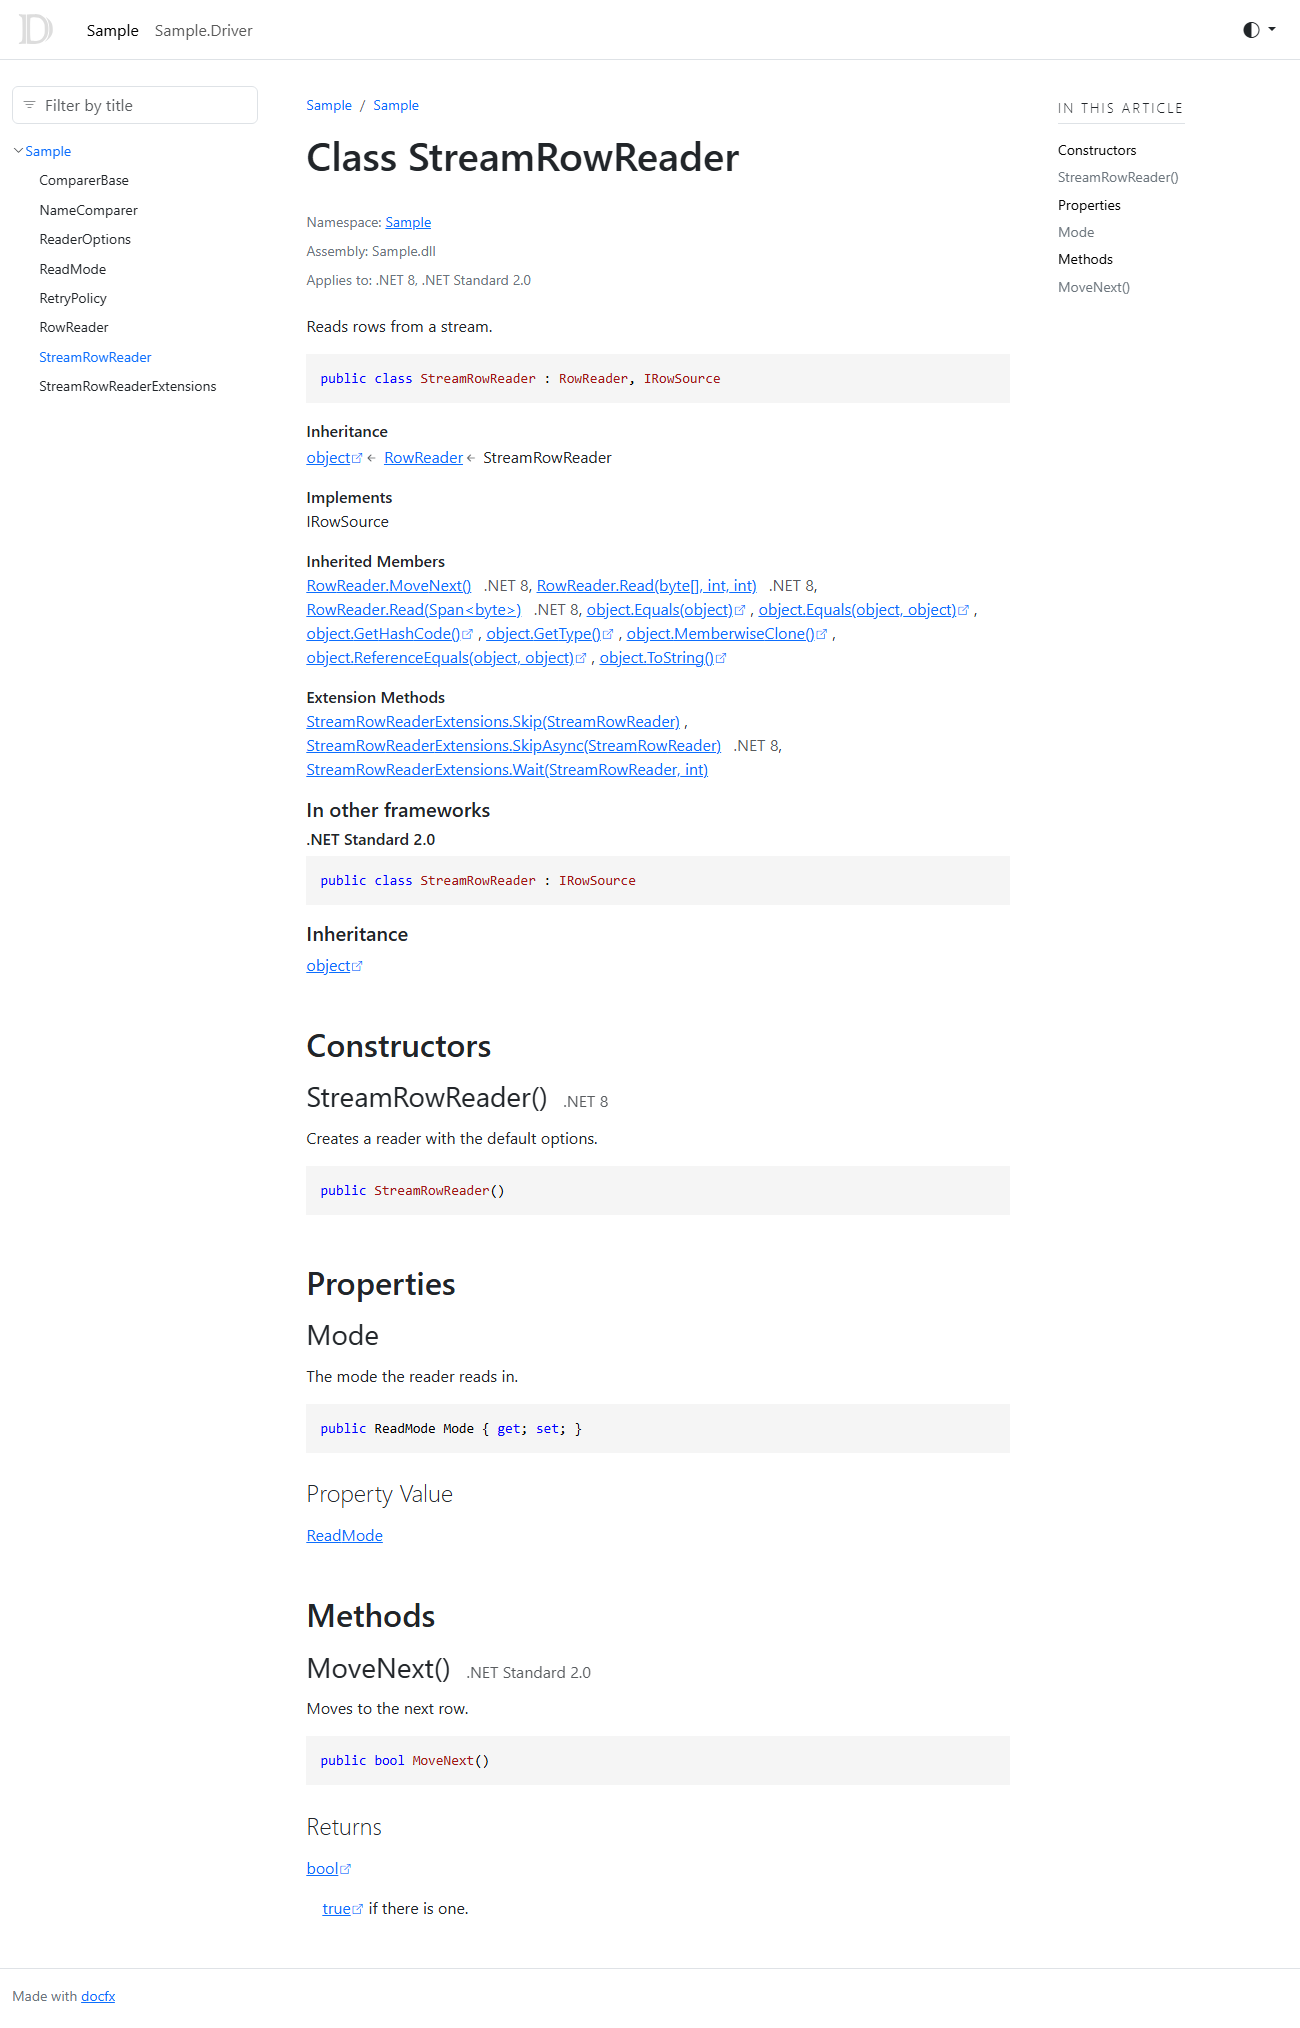 D
Sample Sample.Driver
Filter by title
Sample
ComparerBase
NameComparer
ReaderOptions
ReadMode
RetryPolicy
RowReader
StreamRowReader
StreamRowReaderExtensions
Sample / Sample
Class StreamRowReader
Namespace: Sample
Assembly: Sample.dll
Applies to: .NET 8, .NET Standard 2.0
Reads rows from a stream.
public class StreamRowReader : RowReader, IRowSource
Inheritance
object ← RowReader ← StreamRowReader
Implements
IRowSource
Inherited Members
RowReader.MoveNext() .NET 8, RowReader.Read(byte[], int, int) .NET 8,
RowReader.Read(Span<byte>) .NET 8, object.Equals(object) , object.Equals(object, object) ,
object.GetHashCode() , object.GetType() , object.MemberwiseClone() ,
object.ReferenceEquals(object, object) , object.ToString()
Extension Methods
StreamRowReaderExtensions.Skip(StreamRowReader) ,
StreamRowReaderExtensions.SkipAsync(StreamRowReader) .NET 8,
StreamRowReaderExtensions.Wait(StreamRowReader, int)
In other frameworks
.NET Standard 2.0
public class StreamRowReader : IRowSource
Inheritance
object
Constructors
StreamRowReader() .NET 8
Creates a reader with the default options.
public StreamRowReader()
Properties
Mode
The mode the reader reads in.
public ReadMode Mode { get; set; }
Property Value
ReadMode
Methods
MoveNext() .NET Standard 2.0
Moves to the next row.
public bool MoveNext()
Returns
bool
true if there is one.
IN THIS ARTICLE
Constructors
StreamRowReader()
Properties
Mode
Methods
MoveNext()
Made with docfx